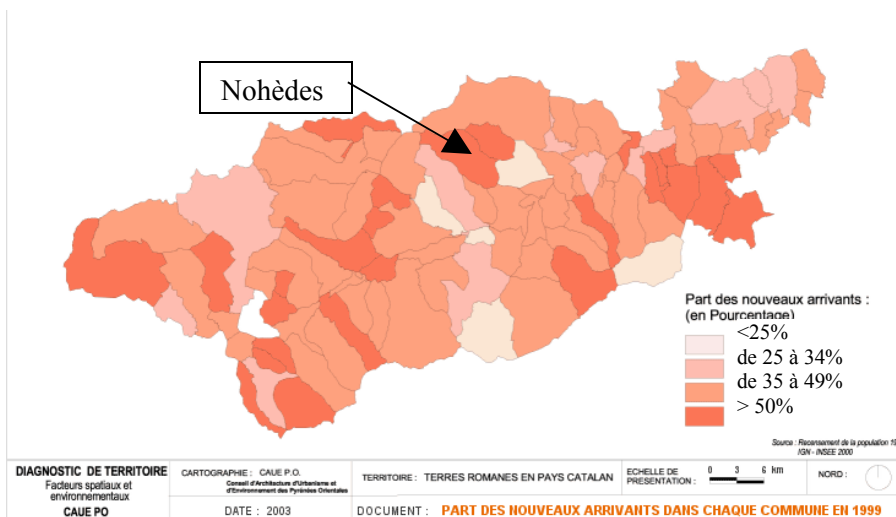 Nohèdes
Part des nouveaux arrivants :
(en Pourcentage)
<25%
de 25 à 34%
de 35 à 49%
> 50%
Source : Recensement de la population
IGN - INSEE 2000
DIAGNOSTIC DE TERRITOIRE
Facteurs spatiaux et
environnementaux
CAUE PO
CARTOGRAPHIE : CAUE P.O.
Conseil d'Architecture d'Urbanisme et
d'Environnement des Pyrénées Orientales
DATE : 2003
TERRITOIRE : TERRES ROMANES EN PAYS CATALAN
ECHELLE DE
PRESENTATION :
0 3 6 km
NORD :
DOCUMENT : PART DES NOUVEAUX ARRIVANTS DANS CHAQUE COMMUNE EN 1999